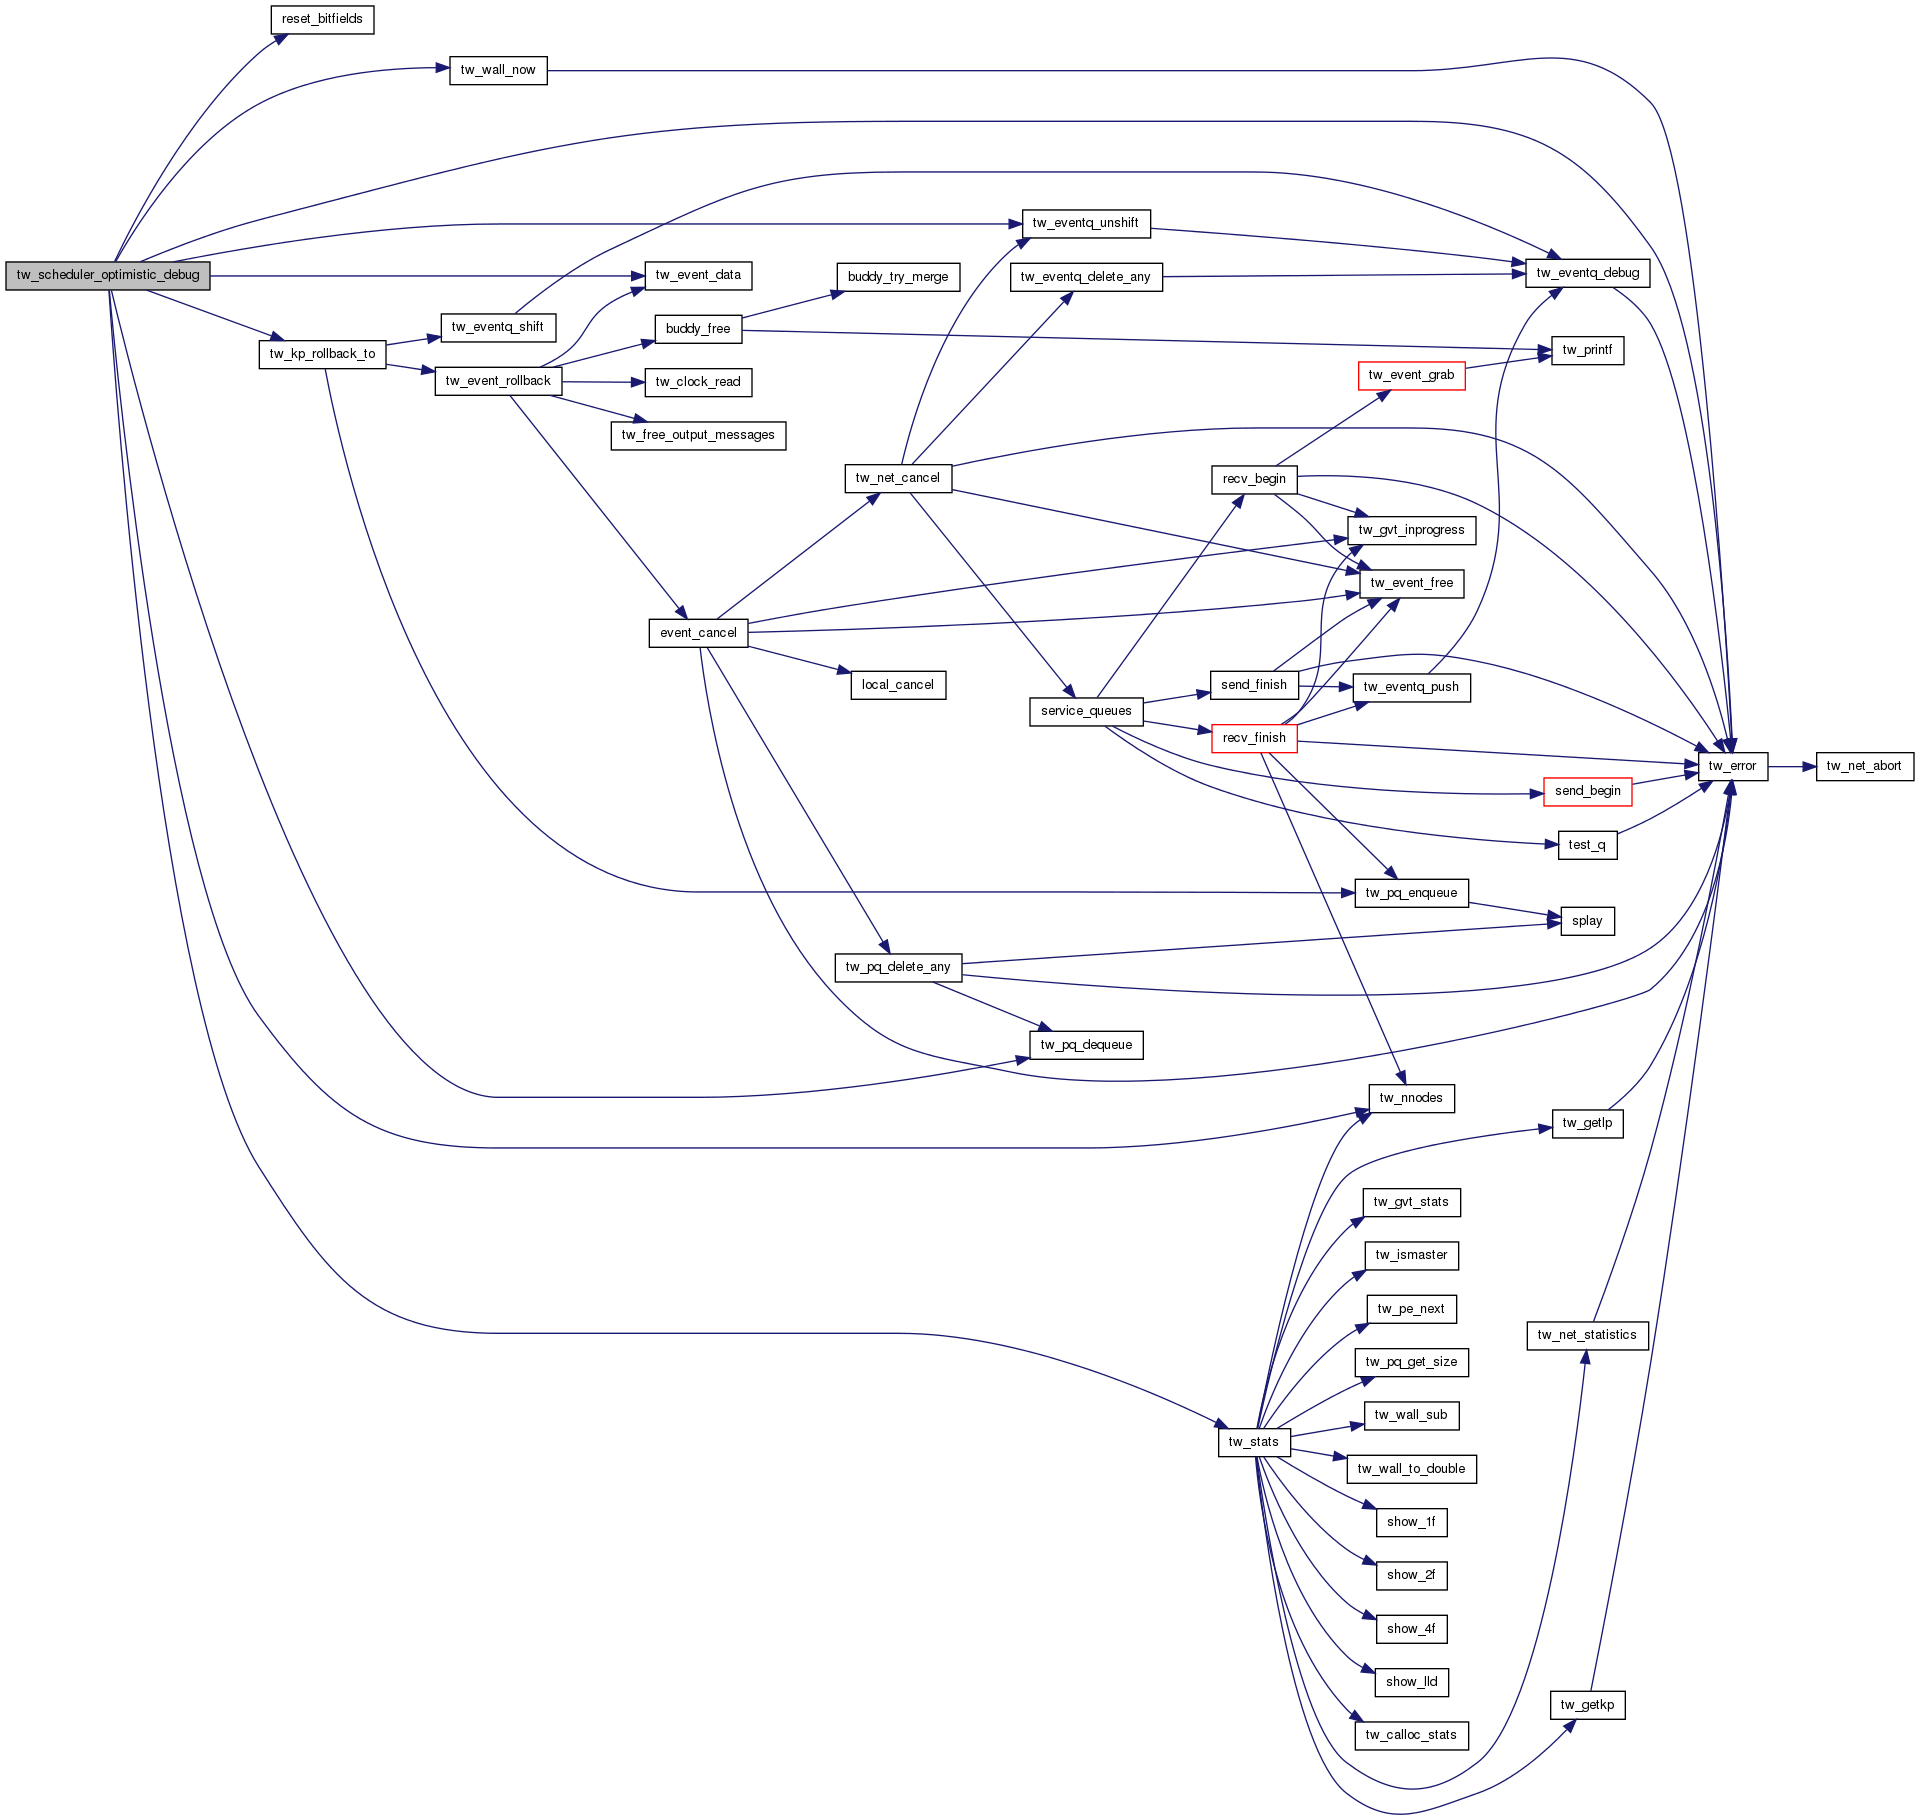 reset_bitfields
tw_wall_now
tw_scheduler_optimistic_debug
tw_kp_rollback_to
tw_eventq_shift
tw_event_rollback
tw_event_data
buddy_free
tw_clock_read
tw_free_output_messages
event_cancel
buddy_try_merge
tw_net_cancel
local_cancel
tw_pq_delete_any
tw_eventq_unshift
tw_eventq_delete_any
service_queues
tw_pq_dequeue
recv_begin
send_finish
recv_finish
tw_stats
tw_event_grab
tw_gvt_inprogress
tw_event_free
tw_eventq_push
tw_pq_enqueue
tw_nnodes
tw_gvt_stats
tw_ismaster
tw_pe_next
tw_pq_get_size
tw_wall_sub
tw_wall_to_double
show_1f
show_2f
show_4f
show_lld
tw_calloc_stats
tw_eventq_debug
tw_printf
send_begin
test_q
splay
tw_getlp
tw_net_statistics
tw_getkp
tw_error
tw_net_abort